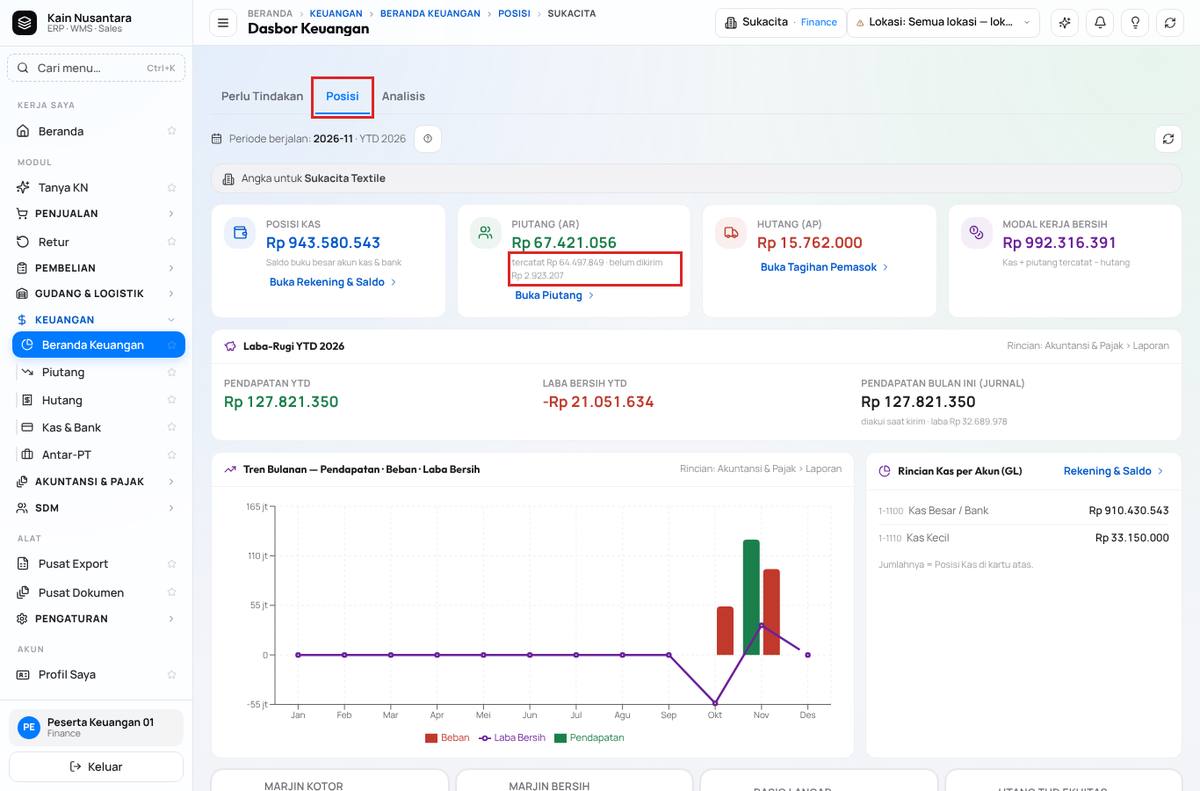 Kain Nusantara
ERP · WMS · Sales
Cari menu...
Ctrl+K
KERJA SAYA
Beranda
MODUL
Tanya KN
PENJUALAN
Retur
PEMBELIAN
GUDANG & LOGISTIK
KEUANGAN
Beranda Keuangan
Piutang
Hutang
Kas & Bank
Antar-PT
AKUNTANSI & PAJAK
SDM
ALAT
Pusat Export
Pusat Dokumen
PENGATURAN
AKUN
Profil Saya
PE
Peserta Keuangan 01
Finance
Keluar
BERANDA > KEUANGAN > BERANDA KEUANGAN > POSISI > SUKACITA
Dasbor Keuangan
Sukacita · Finance
Lokasi: Semua lokasi — lok...
Perlu Tindakan
Posisi
Analisis
Periode berjalan: 2026-11 · YTD 2026
Angka untuk Sukacita Textile
POSISI KAS
Rp 943.580.543
Saldo buku besar akun kas & bank
Buka Rekening & Saldo
PIUTANG (AR)
Rp 67.421.056
tercatat Rp 64.497.849 · belum dikirim
Rp 2.923.207
Buka Piutang
HUTANG (AP)
Rp 15.762.000
Buka Tagihan Pemasok
MODAL KERJA BERSIH
Rp 992.316.391
Kas + piutang tercatat − hutang
Laba-Rugi YTD 2026
Rincian: Akuntansi & Pajak > Laporan
PENDAPATAN YTD
Rp 127.821.350
LABA BERSIH YTD
-Rp 21.051.634
PENDAPATAN BULAN INI (JURNAL)
Rp 127.821.350
diakui saat kirim · laba Rp 32.689.978
Tren Bulanan — Pendapatan · Beban · Laba Bersih
Rincian: Akuntansi & Pajak > Laporan
165 jt
110 jt
55 jt
0
-55 jt
Jan Feb Mar Apr Mei Jun Jul Agu Sep Okt Nov Des
Beban Laba Bersih Pendapatan
Rincian Kas per Akun (GL)
Rekening & Saldo
1-1100 Kas Besar / Bank Rp 910.430.543
1-1110 Kas Kecil Rp 33.150.000
Jumlahnya = Posisi Kas di kartu atas.
MARJIN KOTOR
MARJIN BERSIH
RASIO LANCAR
UTANG THD EKUITAS